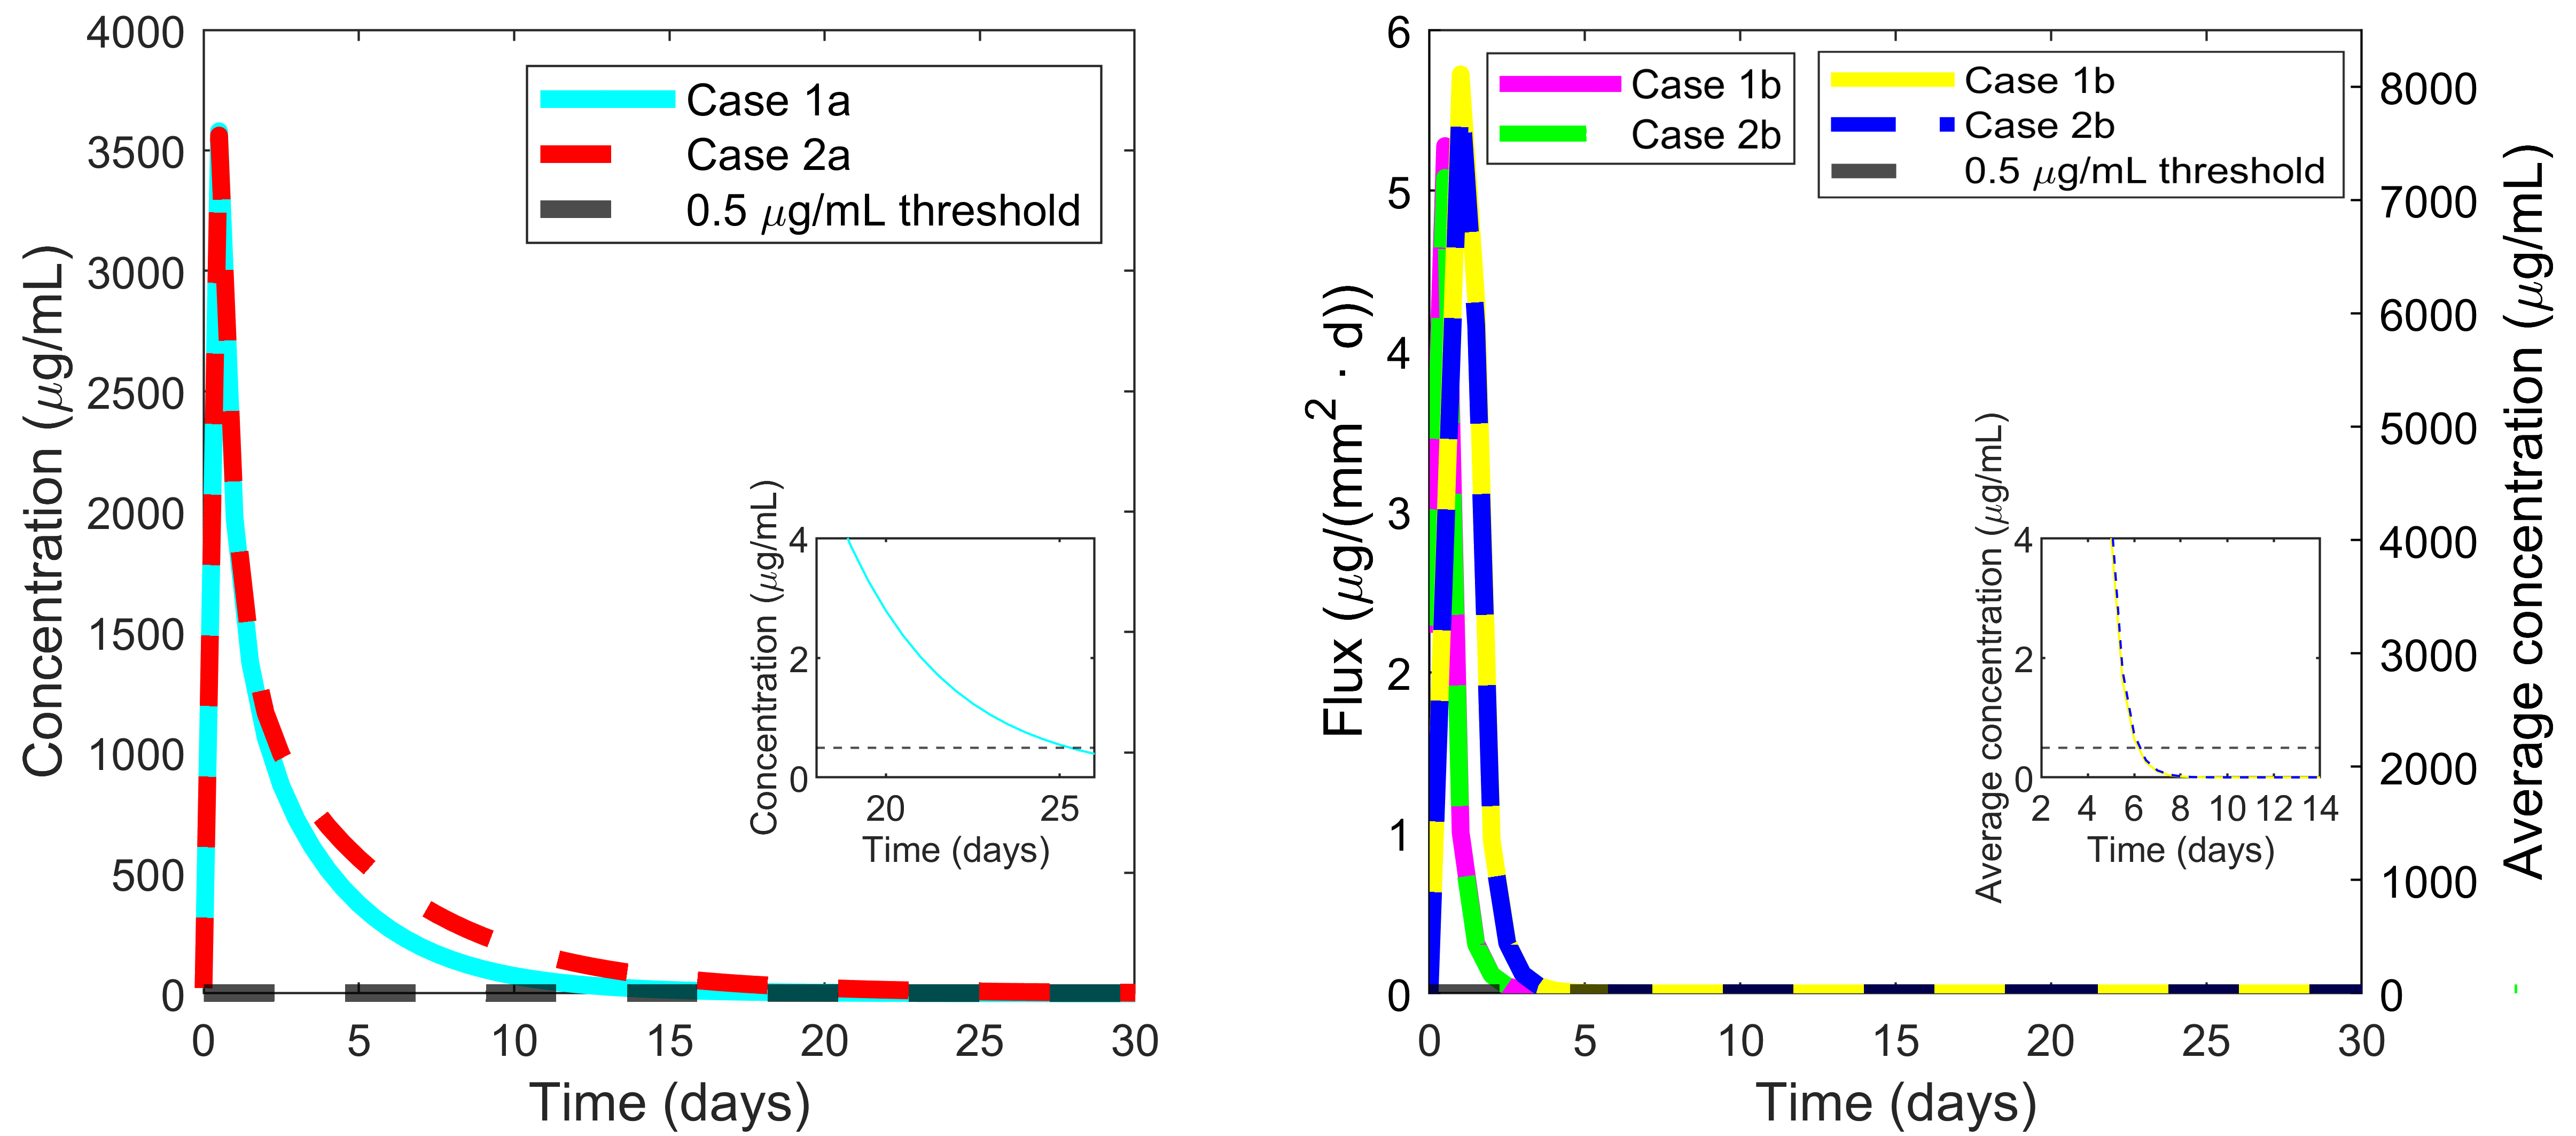 4000
3500
3000
2500
2000
1500
1000
500
0
Concentration (μg/mL)
0 5 10 15 20 25 30
Time (days)
Case 1a
Case 2a
0.5 μg/mL threshold
4
2
0
Concentration (μg/mL)
20 25
Time (days)
6
5
4
3
2
1
0
Flux (μg/(mm² · d))
0 5 10 15 20 25 30
Time (days)
Case 1b
Case 2b
Case 1b
Case 2b
0.5 μg/mL threshold
4
2
0
Average concentration (μg/mL)
2 4 6 8 10 12 14
Time (days)
8000
7000
6000
5000
4000
3000
2000
1000
0
Average concentration (μg/mL)